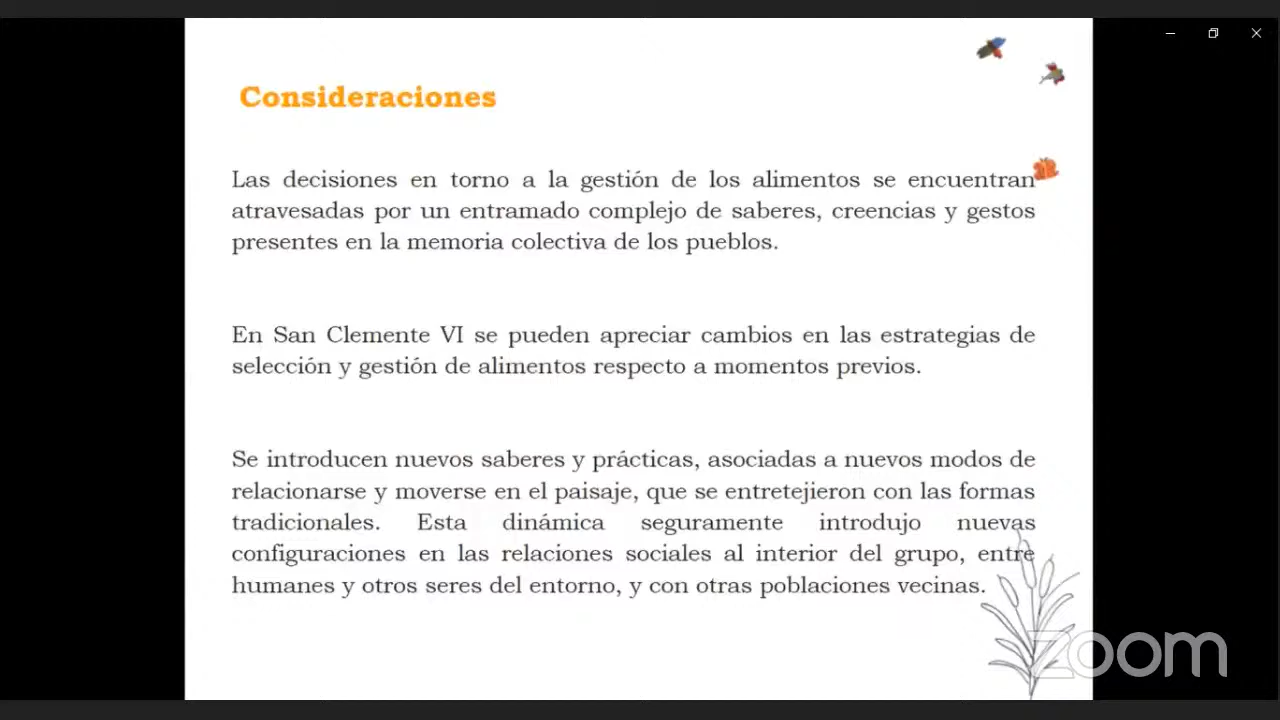 Consideraciones
Las decisiones en torno a la gestión de los alimentos se encuentran
atravesadas por un entramado complejo de saberes, creencias y gestos
presentes en la memoria colectiva de los pueblos.
En San Clemente VI se pueden apreciar cambios en las estrategias de
selección y gestión de alimentos respecto a momentos previos.
Se introducen nuevos saberes y prácticas, asociadas a nuevos modos de
relacionarse y moverse en el paisaje, que se entretejieron con las formas
tradicionales. Esta dinámica seguramente introdujo nuevas
configuraciones en las relaciones sociales al interior del grupo, entre
humanes y otros seres del entorno, y con otras poblaciones vecinas.
zoom